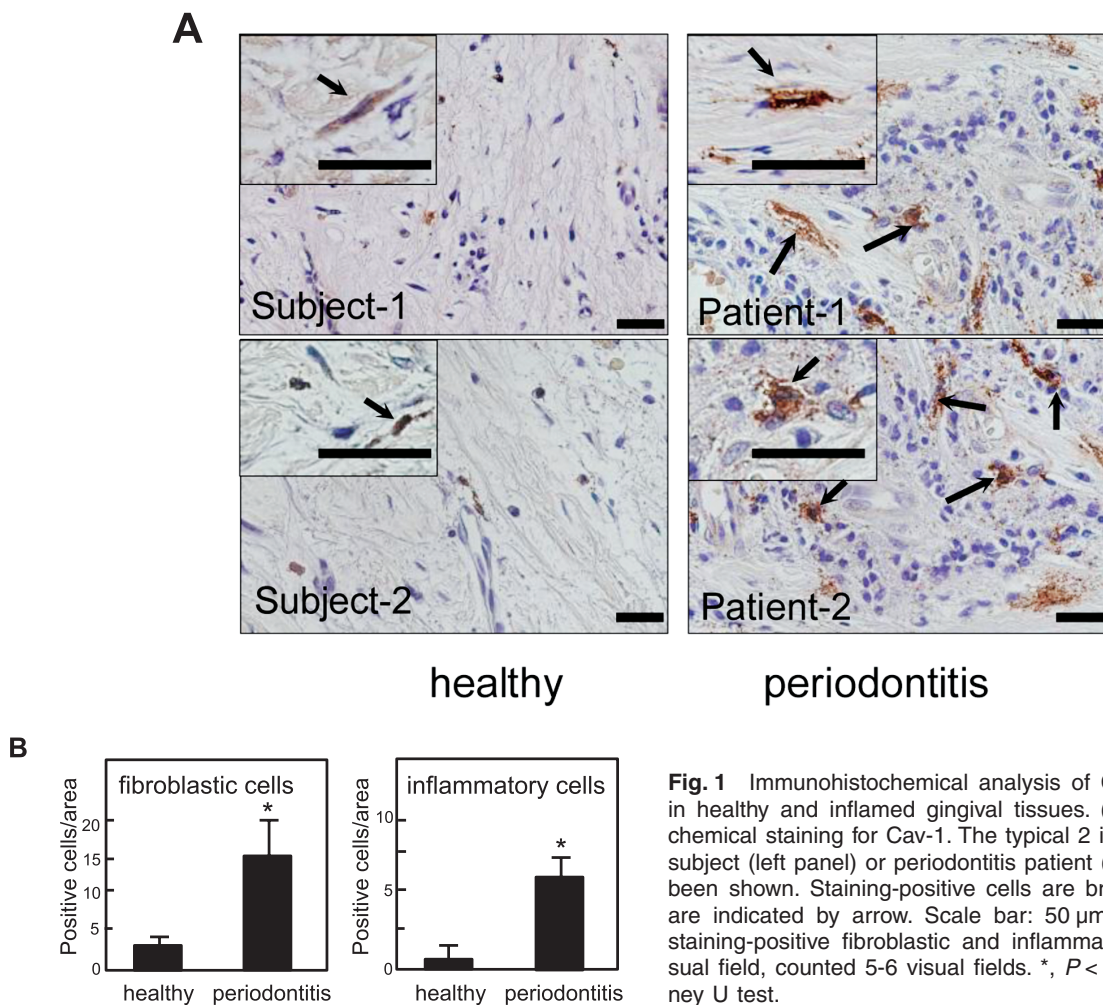 A
Subject-1
Patient-1
Subject-2
Patient-2
healthy
periodontitis
B
fibroblastic cells
Positive cells/area
20
15
10
5
0
*
healthy periodontitis
inflammatory cells
Positive cells/area
10
5
0
*
healthy periodontitis
Fig. 1 Immunohistochemical analysis of
in healthy and inflamed gingival tissues.
chemical staining for Cav-1. The typical 2
subject (left panel) or periodontitis patient
been shown. Staining-positive cells are
are indicated by arrow. Scale bar: 50 μm
staining-positive fibroblastic and
sual field, counted 5-6 visual fields. *, P <
ney U test.